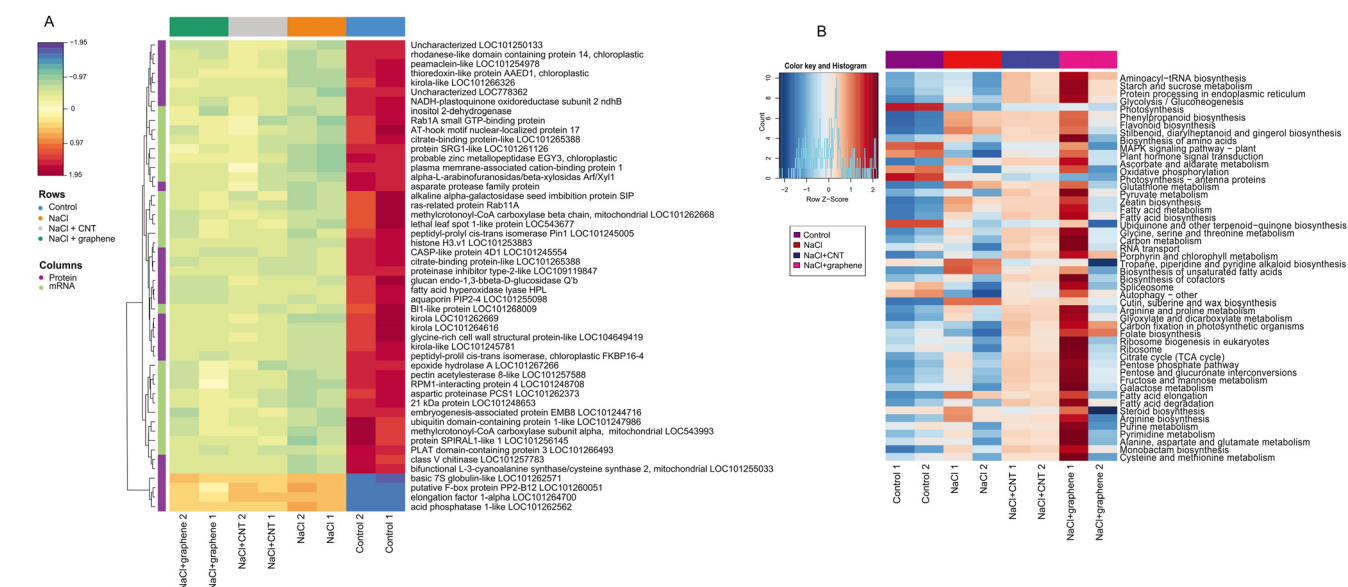 A
−1.95
−0.97
0
0.97
1.95
Rows
Control
NaCl
NaCl + CNT
NaCl + graphene
Columns
Protein
mRNA
Uncharacterized LOC101250133
rhodanese-like domain containing protein 14, chloroplastic
peamaclein-like LOC101254978
thioredoxin-like protein AAED1, chloroplastic
kirola-like LOC101266328
Uncharacterized LOC778362
NADH-plastoquinone oxidoreductase subunit 2 ndhB
inositol 2-dehydrogenase
Rab1A small GTP-binding protein
AT-hook motif nuclear-localized protein 17
citrate-binding protein-like LOC101265388
protein SRG1-like LOC101261126
probable zinc metallopeptidase EGY3, chloroplastic
plasma memrane-associated cation-binding protein 1
alpha-L-arabinofuranosidas/beta-xylosidas Arf/Xyl1
asparate protease family protein
alkaline alpha-galactosidase seed imbibition protein SIP
ras-related protein Rab11A
methylcrotonyl-CoA carboxylase beta chain, mitochondrial LOC101262668
lethal leaf spot 1-like protein LOC543677
peptidyl-prolyl cis-trans isomerase Pin1 LOC101245005
histone H3.v1 LOC101253883
CASP-like protein 4D1 LOC101245554
citrate-binding protein-like LOC101265388
proteinase inhibitor type-2-like LOC109119847
glucan endo-1,3-bbeta-D-glucosidase Q'b
fatty acid hyperoxidase lyase HPL
aquaporin PIP2-4 LOC101255098
BI1-like protein LOC101268009
kirola LOC101262669
kirola LOC101264616
glycine-rich cell wall structural protein-like LOC104649419
kirola-like LOC101245781
peptidyl-prolil cis-trans isomerase, chloroplastic FKBP16-4
epoxide hydrolase A LOC101267266
pectin acetylesterase 8-like LOC101257588
RPM1-interacting protein 4 LOC101248708
aspartic proteinase PCS1 LOC101262373
21 kDa protein LOC101248653
embryogenesis-associated protein EMB8 LOC101244716
ubiquitin domain-containing protein 1-like LOC101247986
methylcrotonoyl-CoA carboxylase subunit alpha, mitochondrial LOC543993
protein SPIRAL1-like 1 LOC101256145
PLAT domain-containing protein 3 LOC101266493
class V chitinase LOC101257783
bifunctional L-3-cyanoalanine synthase/cysteine synthase 2, mitochondrial LOC101255033
basic 7S globulin-like LOC101262571
putative F-box protein PP2-B12 LOC101260051
elongation factor 1-alpha LOC101264700
acid phosphatase 1-like LOC101262562
NaCl+graphene 2
NaCl+graphene 1
NaCl+CNT 2
NaCl+CNT 1
NaCl 2
NaCl 1
Control 2
Control 1
B
Color key and Histogram
Count
0
2
4
6
8
10
−2
−1
0
1
2
Row Z−Score
Control
NaCl
NaCl+CNT
NaCl+graphene
Aminoacyl−tRNA biosynthesis
Starch and sucrose metabolism
Protein processing in endoplasmic reticulum
Glycolysis / Gluconeogenesis
Photosynthesis
Phenylpropanoid biosynthesis
Flavonoid biosynthesis
Stilbenoid, diarylheptanoid and gingerol biosynthesis
Biosynthesis of amino acids
MAPK signaling pathway − plant
Plant hormone signal transduction
Ascorbate and aldarate metabolism
Oxidative phosphorylation
Photosynthesis − antenna proteins
Glutathione metabolism
Pyruvate metabolism
Zeatin biosynthesis
Fatty acid metabolism
Fatty acid biosynthesis
Ubiquinone and other terpenoid−quinone biosynthesis
Glycine, serine and threonine metabolism
Carbon metabolism
RNA transport
Porphyrin and chlorophyll metabolism
Tropane, piperidine and pyridine alkaloid biosynthesis
Biosynthesis of unsaturated fatty acids
Biosynthesis of cofactors
Spliceosome
Autophagy − other
Cutin, suberine and wax biosynthesis
Arginine and proline metabolism
Glyoxylate and dicarboxylate metabolism
Carbon fixation in photosynthetic organisms
Folate biosynthesis
Ribosome biogenesis in eukaryotes
Ribosome
Citrate cycle (TCA cycle)
Pentose phosphate pathway
Pentose and glucuronate interconversions
Fructose and mannose metabolism
Galactose metabolism
Fatty acid elongation
Fatty acid degradation
Steroid biosynthesis
Arginine biosynthesis
Purine metabolism
Pyrimidine metabolism
Alanine, aspartate and glutamate metabolism
Monobactam biosynthesis
Cysteine and methionine metabolism
Control 1
Control 2
NaCl 1
NaCl 2
NaCl+CNT 1
NaCl+CNT 2
NaCl+graphene 1
NaCl+graphene 2